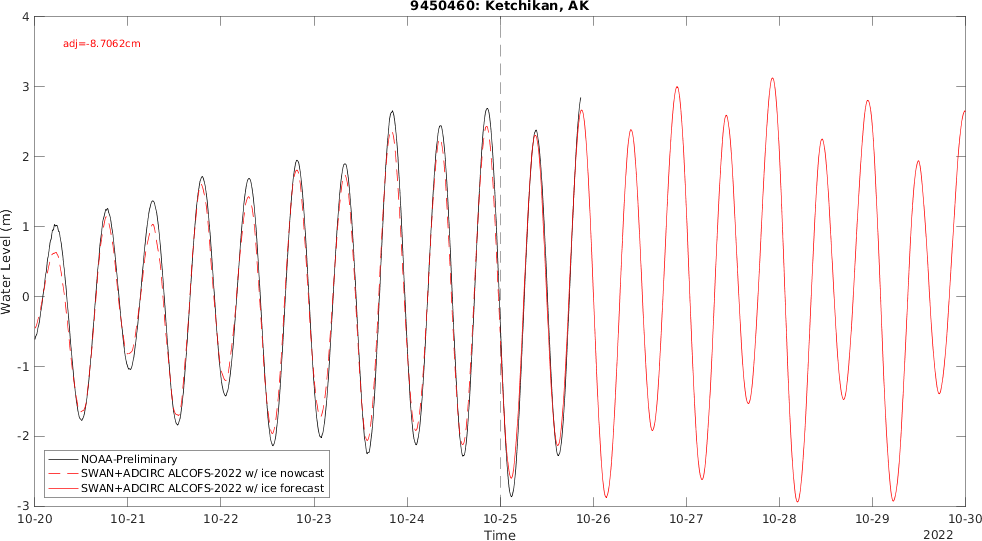 9450460: Ketchikan, AK
adj=-8.7062cm
Water Level (m)
4
3
2
1
0
-1
-2
-3
NOAA-Preliminary
SWAN+ADCIRC ALCOFS-2022 w/ ice nowcast
SWAN+ADCIRC ALCOFS-2022 w/ ice forecast
10-20 10-21 10-22 10-23 10-24 10-25 10-26 10-27 10-28 10-29 10-30
Time
2022